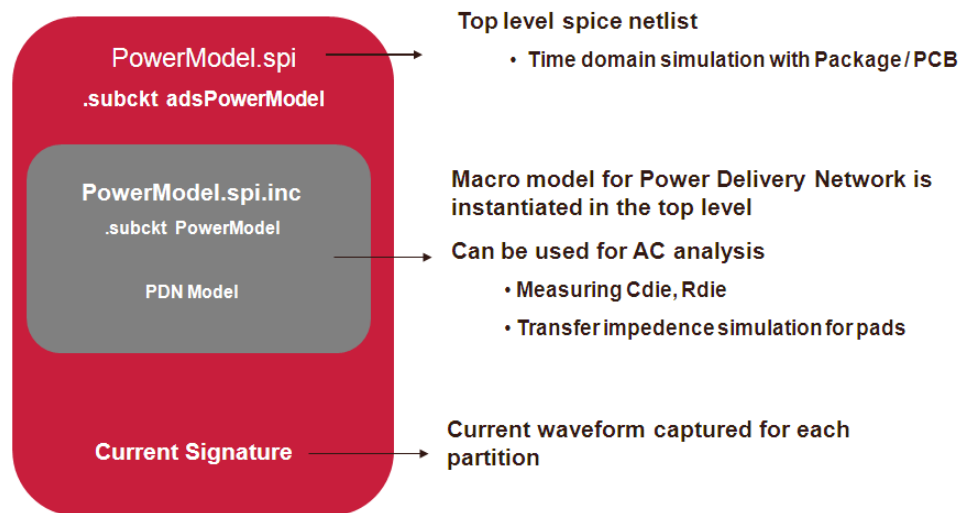 PowerModel.spi
.subckt adsPowerModel
PowerModel.spi.inc
.subckt PowerModel
PDN Model
Current Signature
Top level spice netlist
• Time domain simulation with Package / PCB
Macro model for Power Delivery Network is
instantiated in the top level
Can be used for AC analysis
• Measuring Cdie, Rdie
• Transfer impedence simulation for pads
Current waveform captured for each
partition